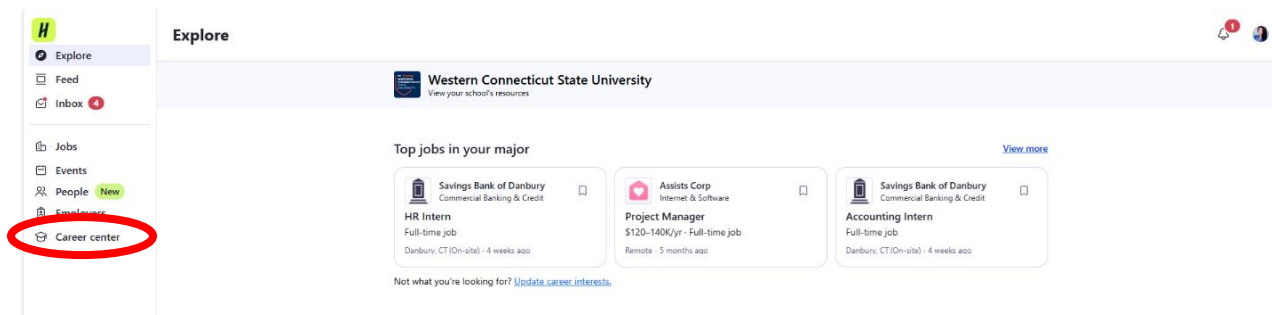 H
Explore
Feed
Inbox 4
Jobs
Events
People New
Employers
Career center
Explore
1
Western Connecticut State University
View your school's resources
Top jobs in your major
View more
Savings Bank of Danbury
Commercial Banking & Credit
HR Intern
Full-time job
Danbury, CT (On-site) · 4 weeks ago
Assists Corp
Internet & Software
Project Manager
$120–140K/yr · Full-time job
Remote · 5 months ago
Savings Bank of Danbury
Commercial Banking & Credit
Accounting Intern
Full-time job
Danbury, CT (On-site) · 4 weeks ago
Not what you're looking for? Update career interests.